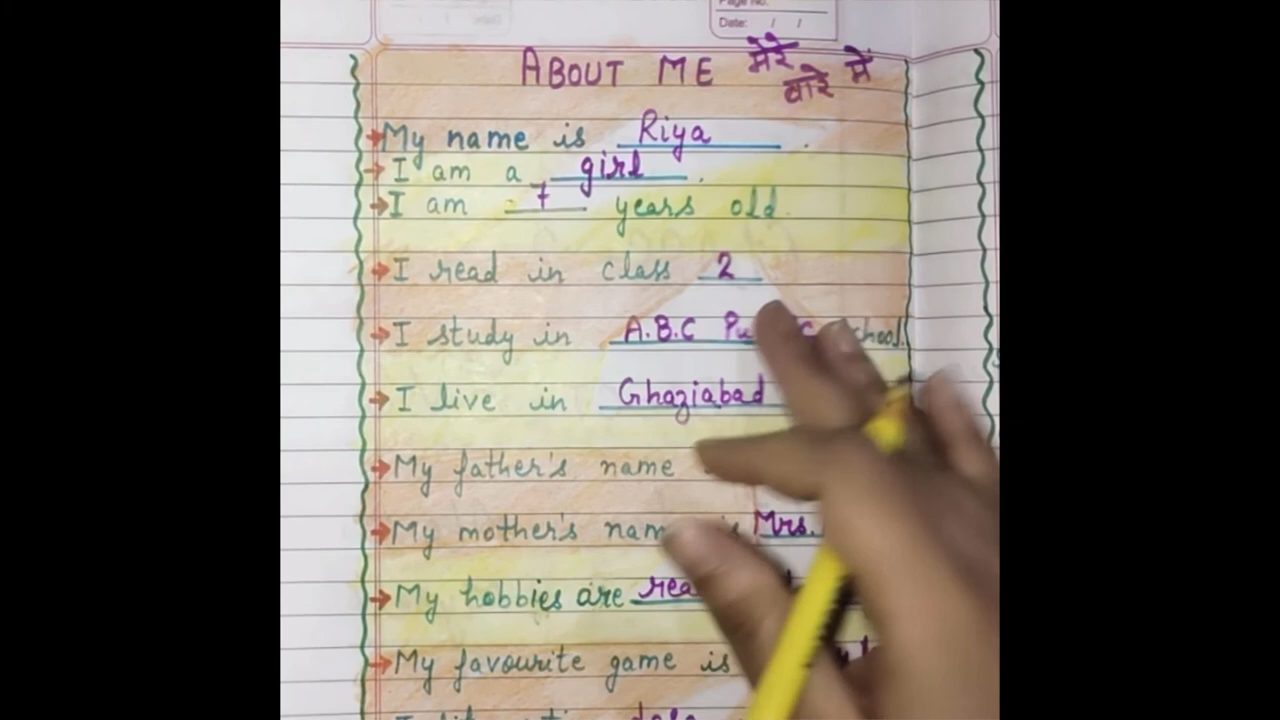 Page No.
Date: / /
ABOUT ME मेरे बारे में
My name is Riya .
I am a girl .
I am 7 years old.
I read in class 2
I study in A.B.C
I live in Ghaziabad
My father's name
My mother's Mrs.
My hobbies are
My favourite game is